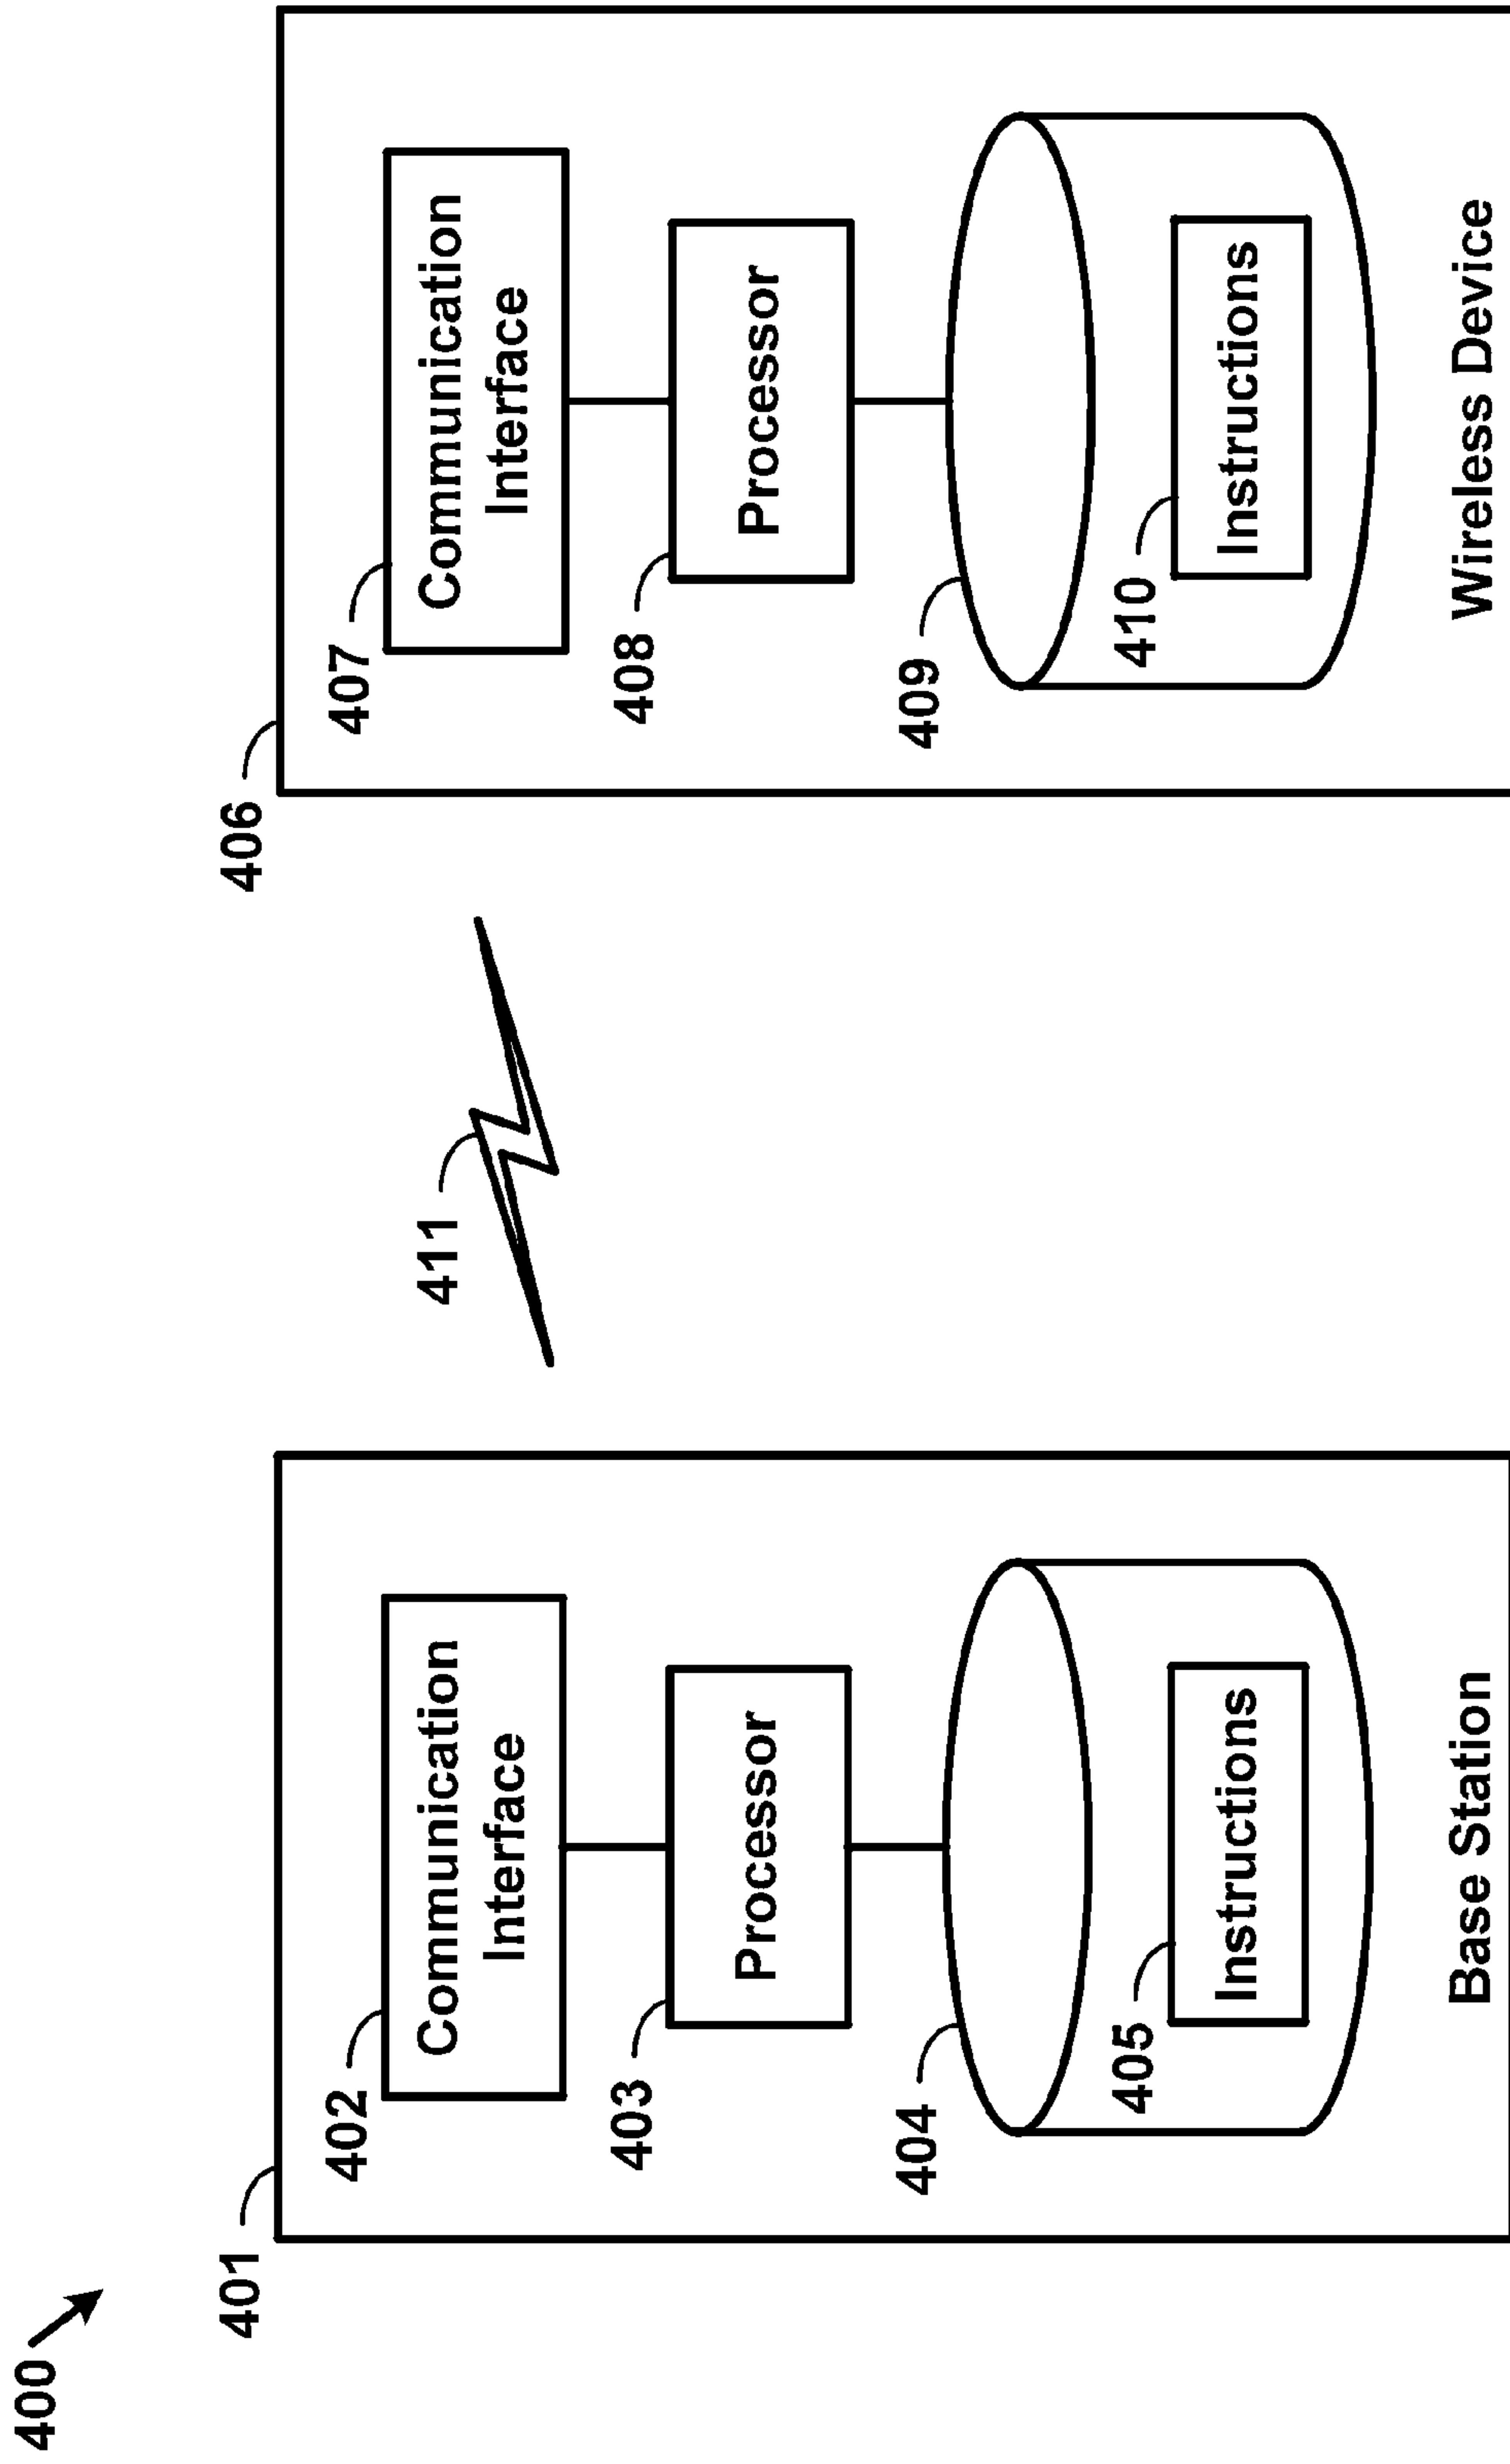 400
401
402
Communication
Interface
403
Processor
404
405
Instructions
Base Station
411
406
407
Communication
Interface
408
Processor
409
410
Instructions
Wireless Device